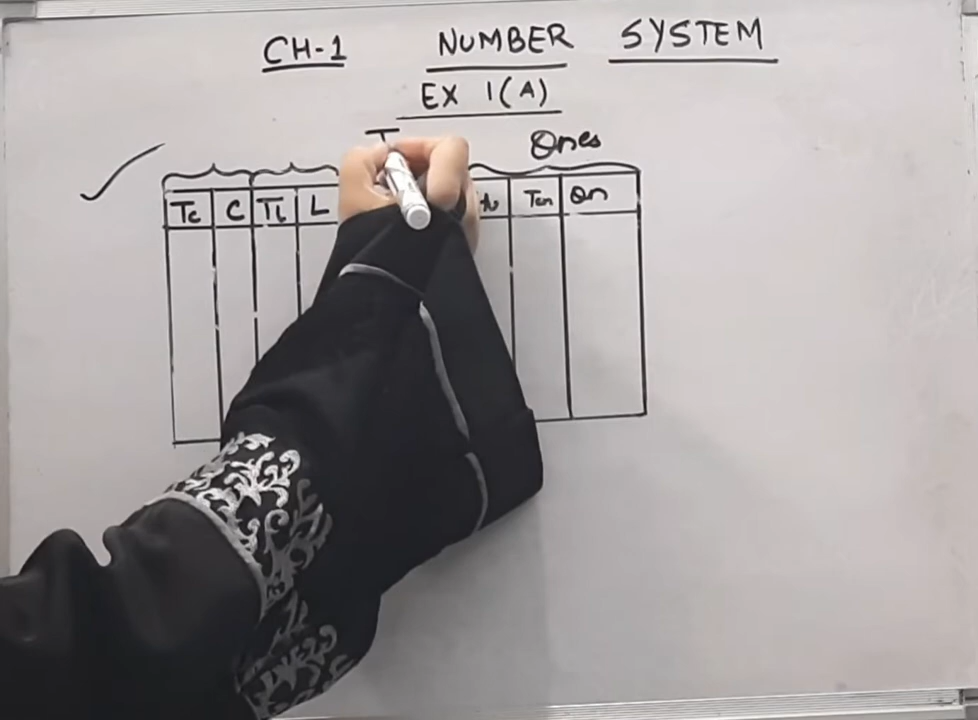 CH-1 NUMBER SYSTEM
EX 1(A)
T Ones
Tc C TL L Ten On